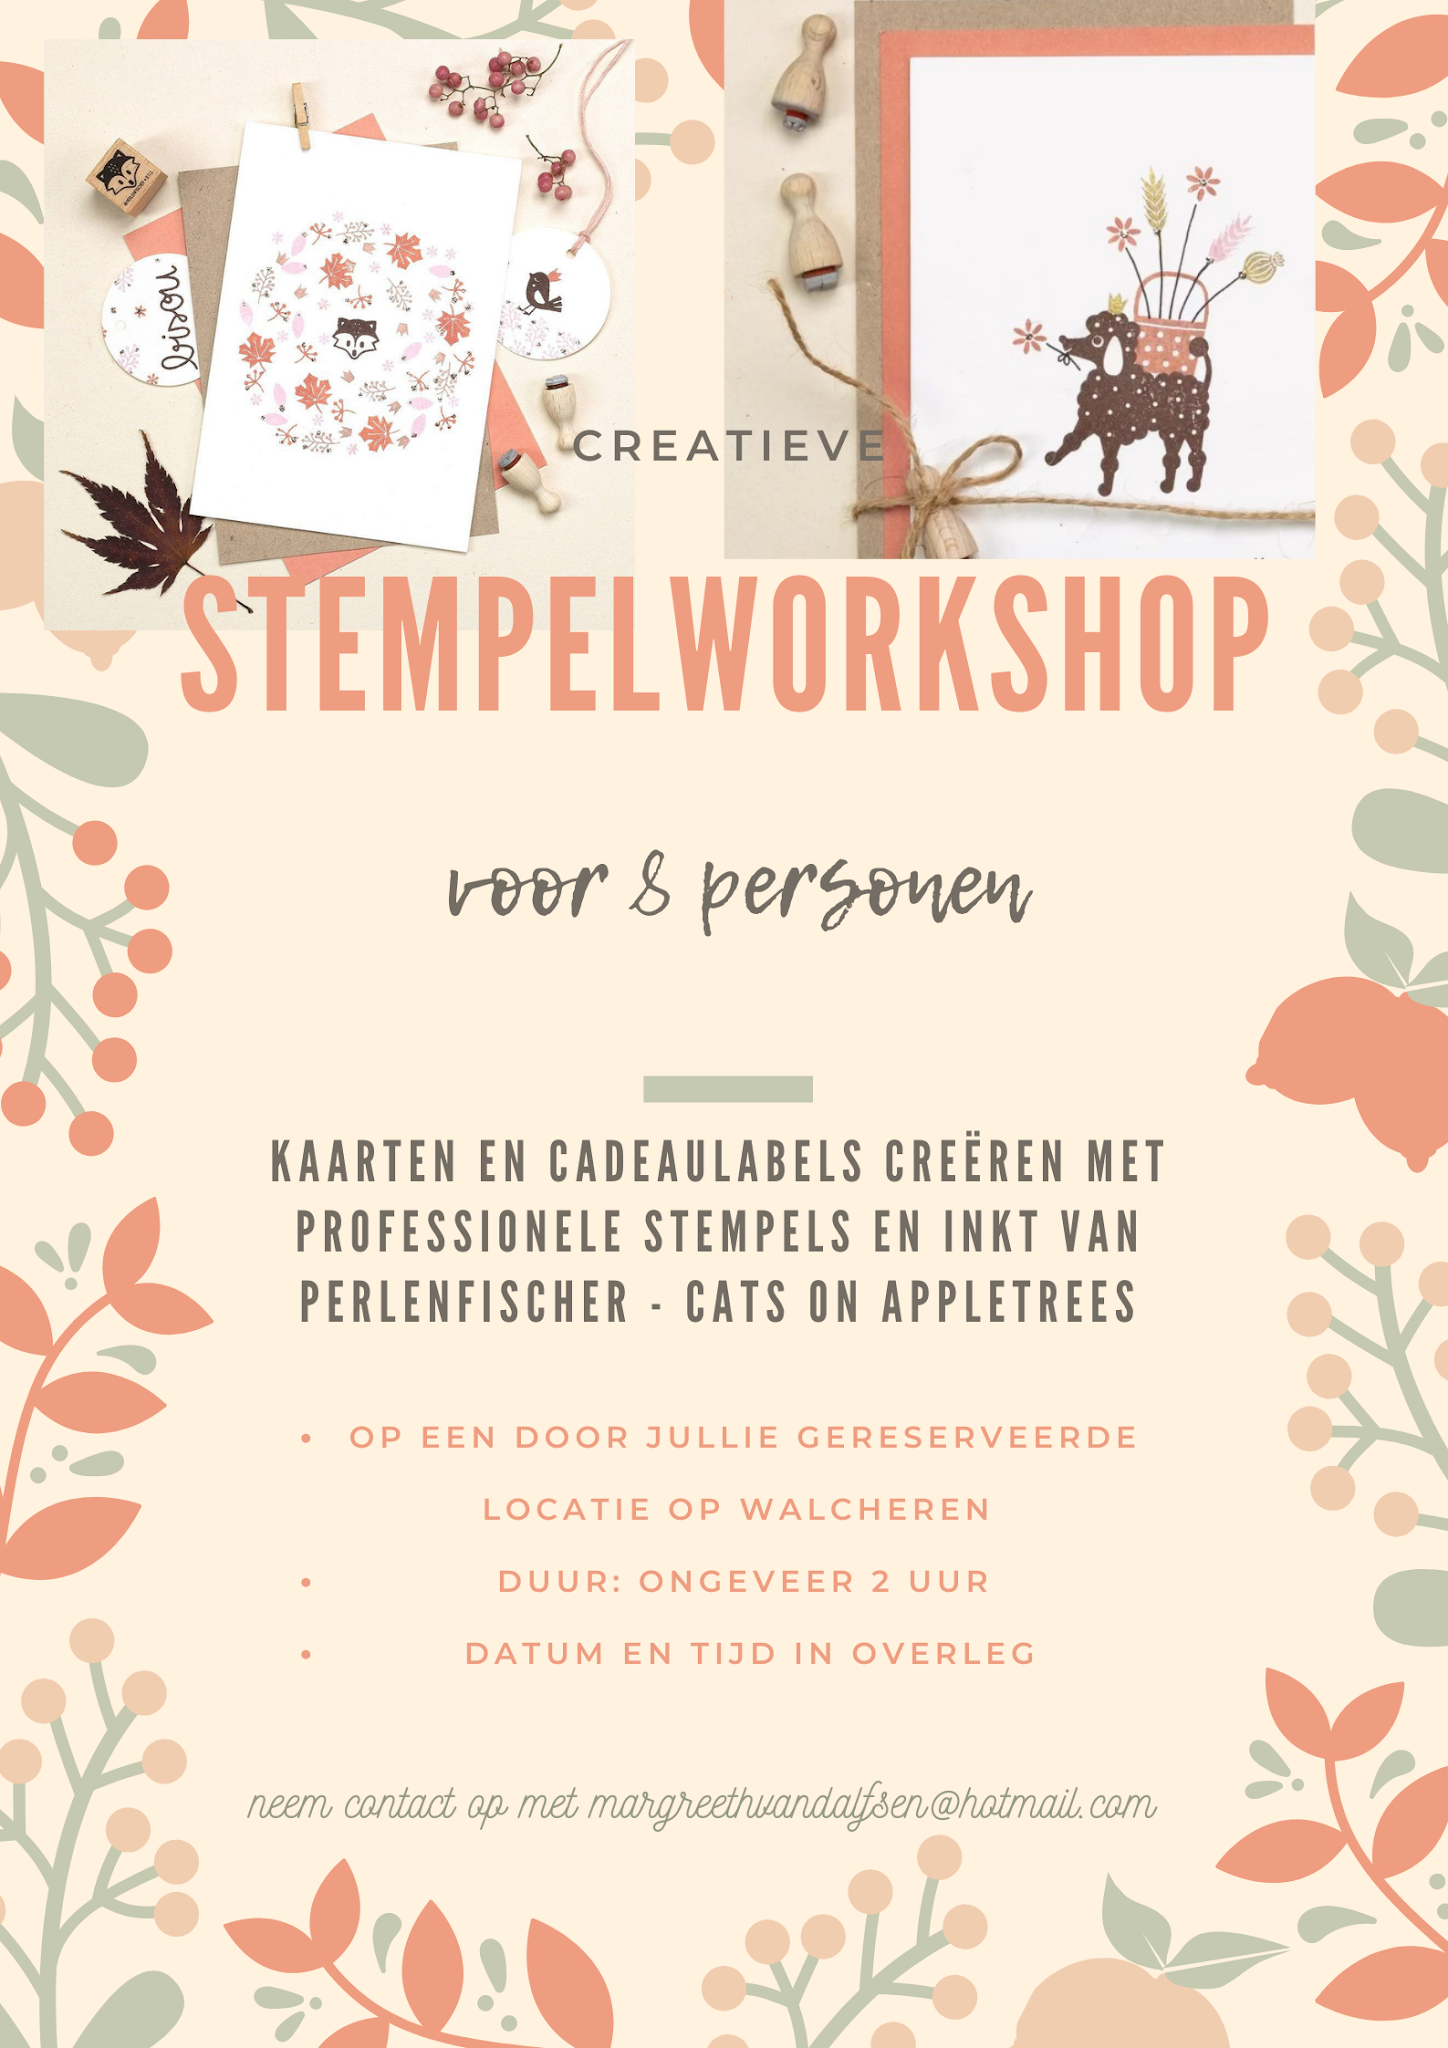 bisou
CREATIEVE
STEMPELWORKSHOP
voor 8 personen
KAARTEN EN CADEAULABELS CREËREN MET
PROFESSIONELE STEMPELS EN INKT VAN
PERLENFISCHER - CATS ON APPLETREES
• OP EEN DOOR JULLIE GERESERVEERDE
LOCATIE OP WALCHEREN
• DUUR: ONGEVEER 2 UUR
• DATUM EN TIJD IN OVERLEG
neem contact op met margreethvandalfsen@hotmail.com